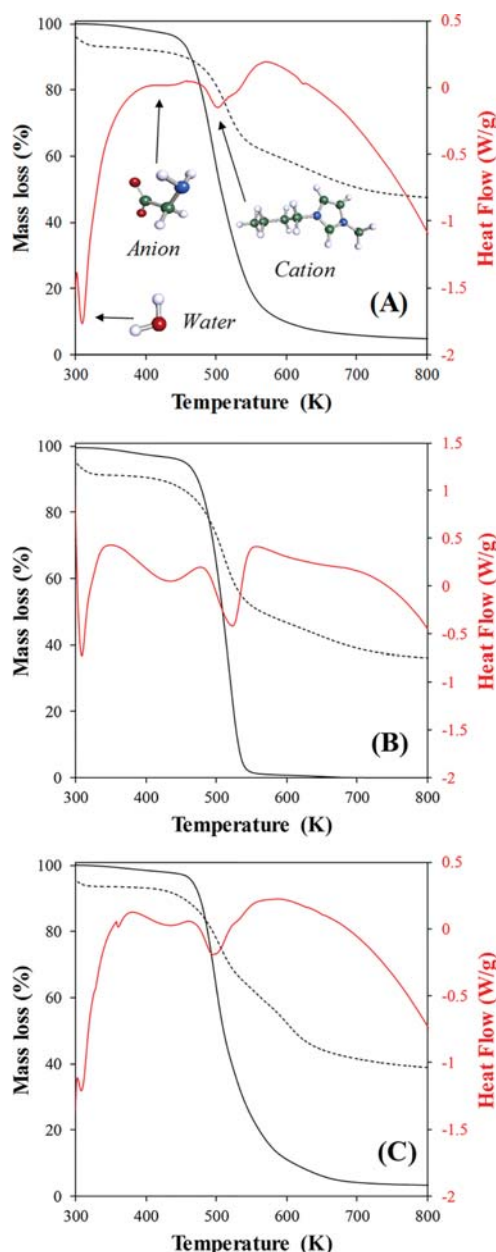 100
80
60
40
20
0
Mass loss (%)
0.5
0
-0.5
-1
-1.5
-2
Heat Flow (W/g)
Anion
Cation
Water
(A)
300 400 500 600 700 800
Temperature (K)
100
80
60
40
20
0
Mass loss (%)
1.5
1
0.5
0
-0.5
-1
-1.5
-2
Heat Flow (W/g)
(B)
300 400 500 600 700 800
Temperature (K)
100
80
60
40
20
0
Mass loss (%)
0.5
0
-0.5
-1
-1.5
-2
Heat Flow (W/g)
(C)
300 400 500 600 700 800
Temperature (K)